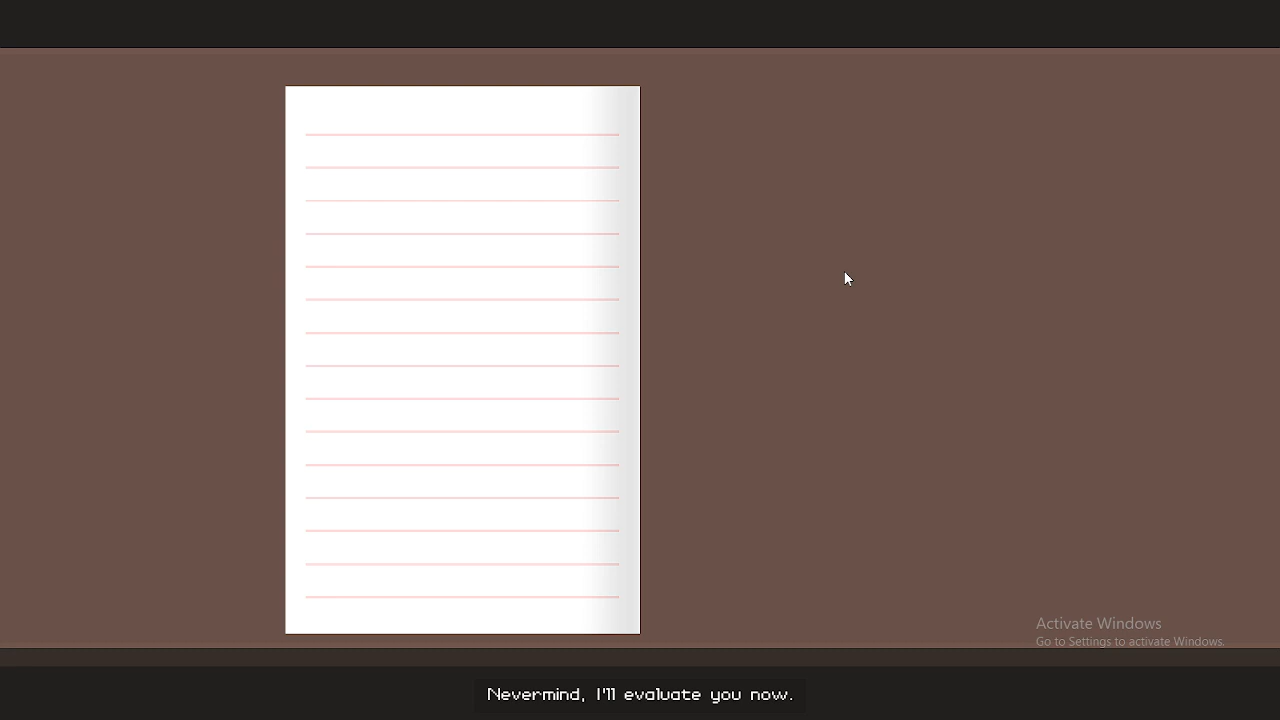 Activate Windows
Go to Settings to activate Windows.
Nevermind, I'll evaluate you now.